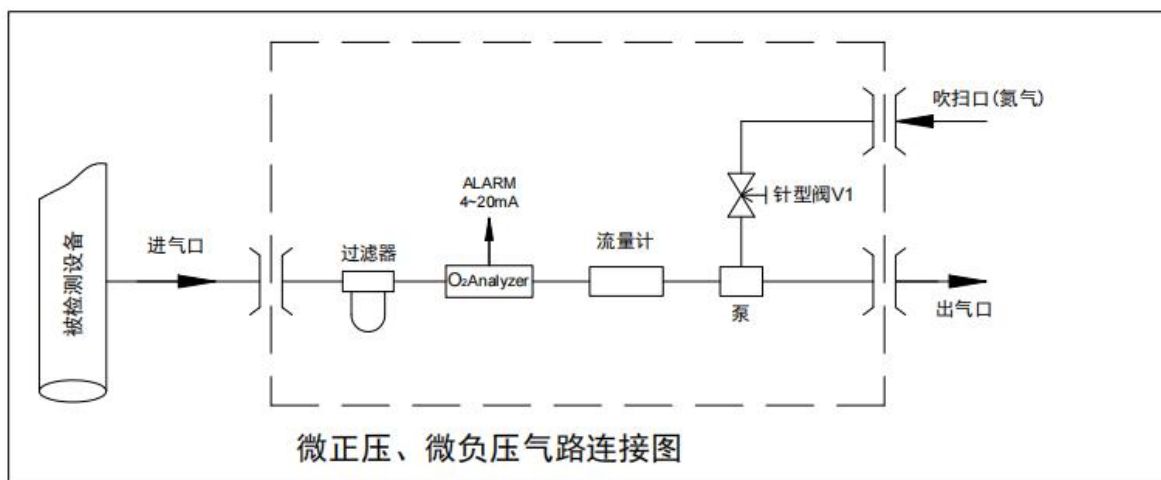 吹扫口(氮气)
ALARM
4~20mA
针型阀V1
进气口
过滤器
流量计
O₂Analyzer
被检测设备
泵
出气口
微正压、微负压气路连接图